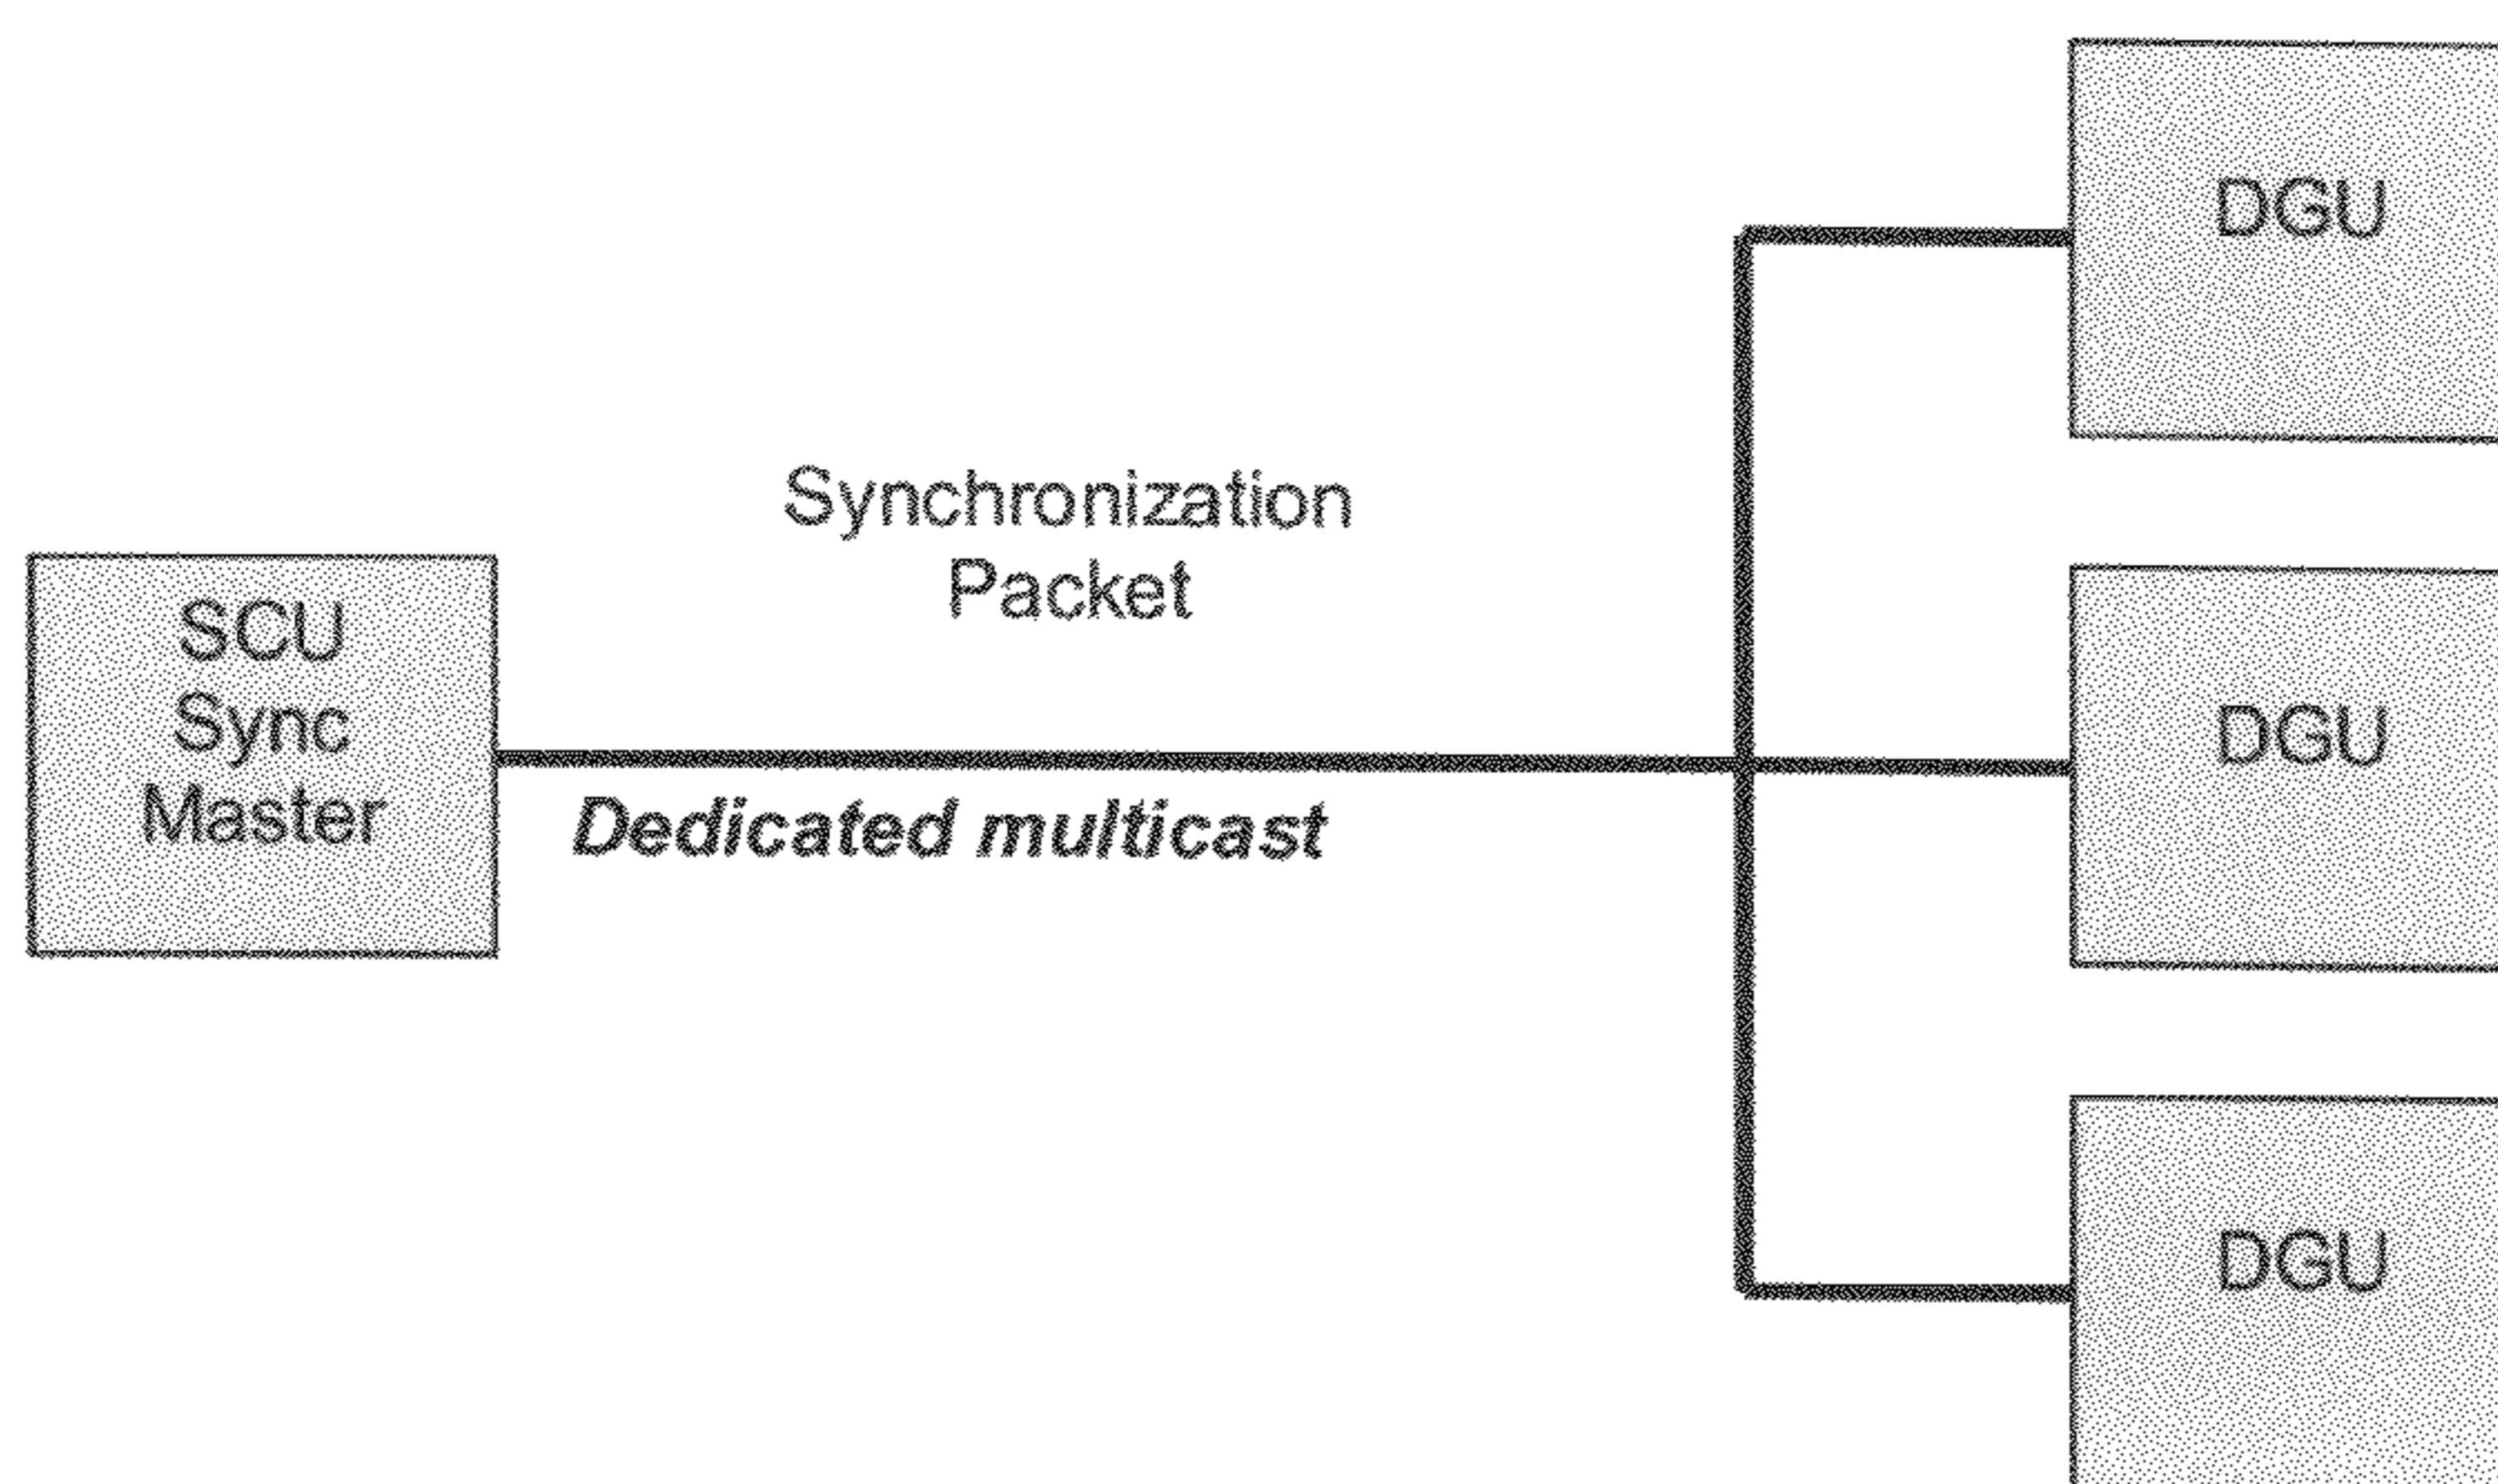 DGU
Synchronization
Packet
SCU
Sync
Master
DGU
Dedicated multicast
DGU